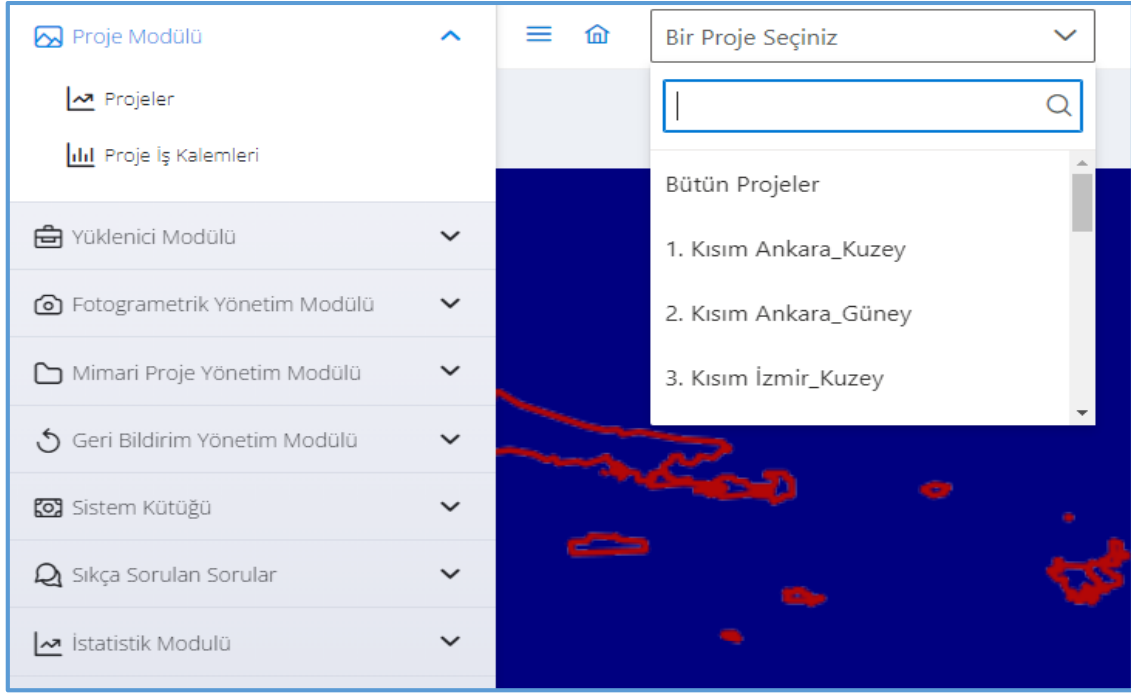 Proje Modülü
Projeler
Proje İş Kalemleri
Yüklenici Modülü
Fotogrametrik Yönetim Modülü
Mimari Proje Yönetim Modülü
Geri Bildirim Yönetim Modülü
Sistem Kütüğü
Sıkça Sorulan Sorular
İstatistik Modulü
Bir Proje Seçiniz
Bütün Projeler
1. Kısım Ankara_Kuzey
2. Kısım Ankara_Güney
3. Kısım İzmir_Kuzey